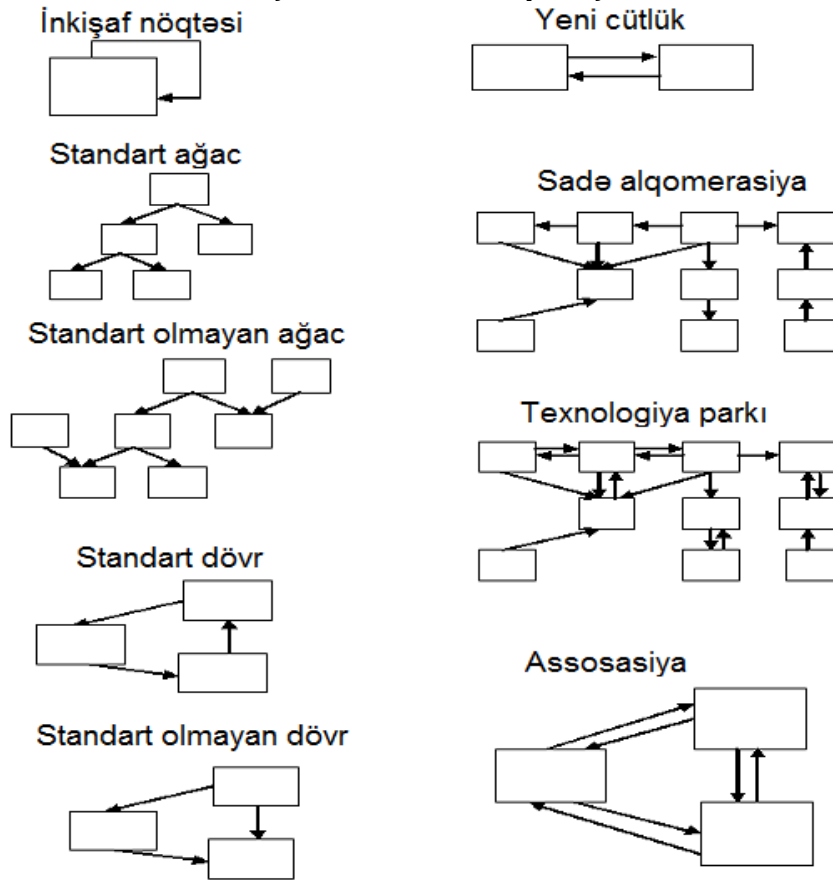 İnkişaf nöqtəsi
Yeni cütlük
Standart ağac
Sadə alqomerasiya
Standart olmayan ağac
Texnologiya parkı
Standart dövr
Assosasiya
Standart olmayan dövr